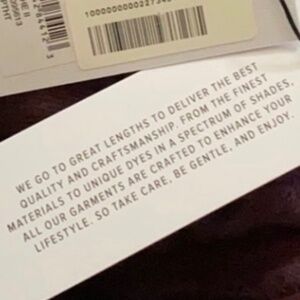 WE GO TO GREAT LENGTHS TO DELIVER THE BEST
QUALITY AND CRAFTSMANSHIP. FROM THE FINEST
MATERIALS TO UNIQUE DYES IN A SPECTRUM OF SHADES,
ALL OUR GARMENTS ARE CRAFTED TO ENHANCE YOUR
LIFESTYLE. SO TAKE CARE, BE GENTLE, AND ENJOY.